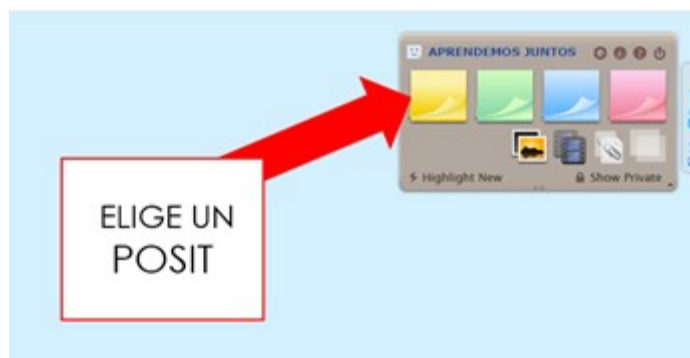 APRENDEMOS JUNTOS
Highlight New
Show Private
ELIGE UN
POSIT